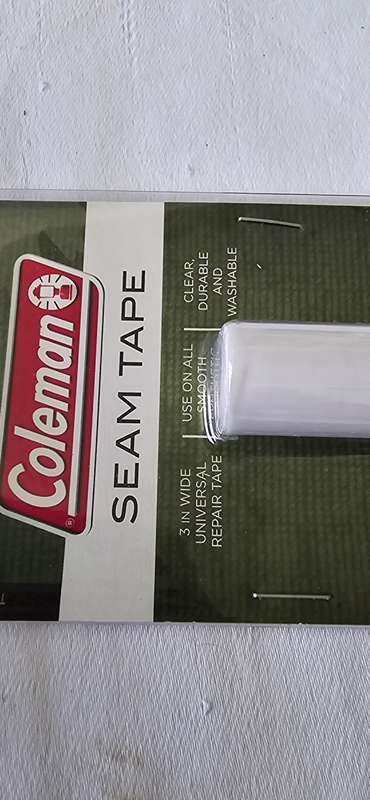 Coleman
®
SEAM TAPE
3 IN WIDE
UNIVERSAL
REPAIR TAPE
USE ON ALL
SMOOTH
CLEAR,
DURABLE
AND
WASHABLE